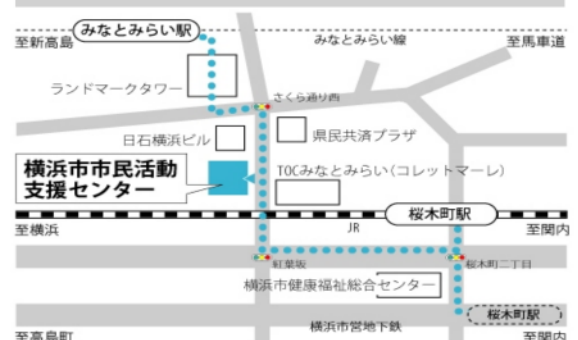 みなとみらい駅
至新高島
みなとみらい線
至馬車道
ランドマークタワー
さくら通り西
日石横浜ビル
県民共済プラザ
横浜市市民活動
支援センター
TOCみなとみらい(コレットマーレ)
桜木町駅
至横浜
JR
至関内
紅葉坂
桜木町二丁目
横浜市健康福祉総合センター
桜木町駅
横浜市営地下鉄
至高島町
至関内